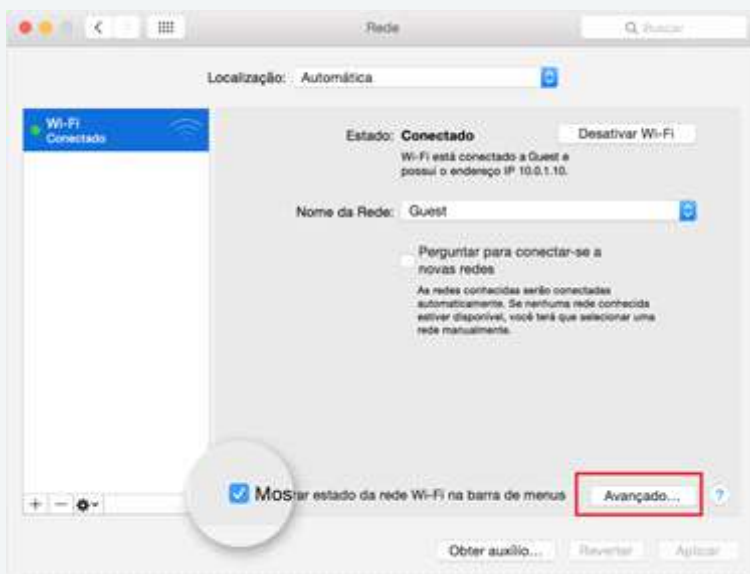 Rede
Buscar
Localização: Automática
Wi-Fi
Conectado
Estado: Conectado
Desativar Wi-Fi
Wi-Fi está conectado a Guest e
possui o endereço IP 10.0.1.10.
Nome da Rede: Guest
Perguntar para conectar-se a
novas redes
As redes conhecidas serão conectadas
automaticamente. Se nenhuma rede conhecida
estiver disponível, você terá que selecionar uma
rede manualmente.
Mostrar estado da rede Wi-Fi na barra de menus
Avançado...
?
Obter auxílio...
Reverter
Aplicar